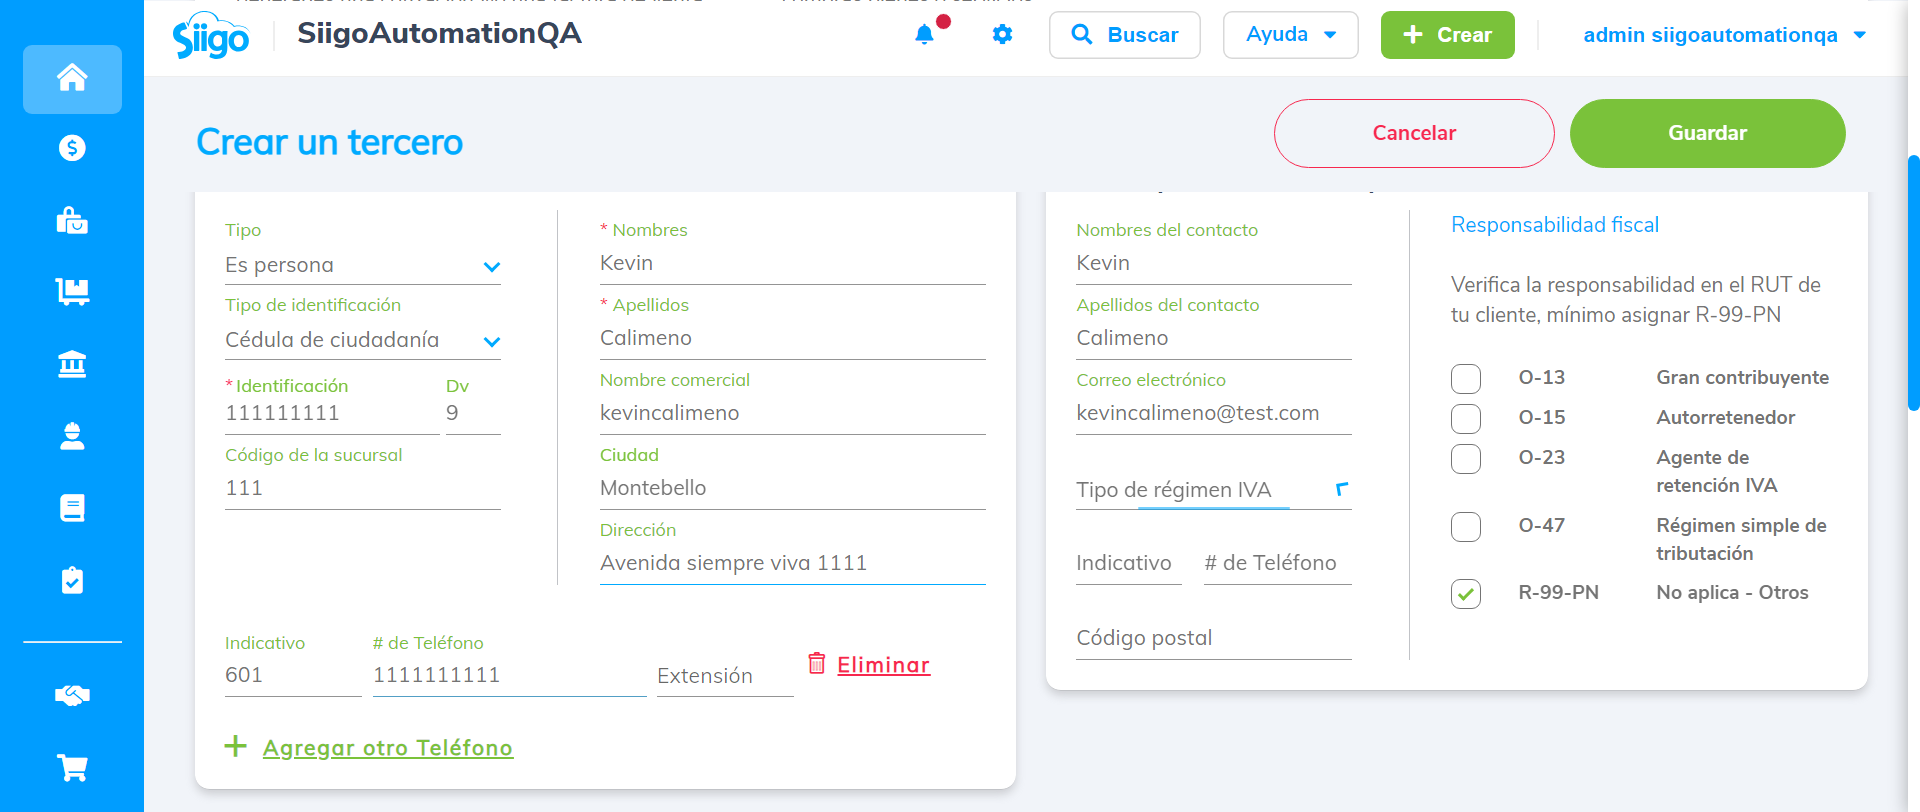 Siigo
SiigoAutomationQA
Buscar
Ayuda
Crear
admin siigoautomationqa
Crear un tercero
Cancelar
Guardar
Tipo
Es persona
Tipo de identificación
Cédula de ciudadanía
* Identificación
Dv
111111111
9
Código de la sucursal
111
* Nombres
Kevin
* Apellidos
Calimeno
Nombre comercial
kevincalimeno
Ciudad
Montebello
Dirección
Avenida siempre viva 1111
Indicativo
# de Teléfono
601
1111111111
Extensión
Eliminar
Agregar otro Teléfono
Nombres del contacto
Kevin
Apellidos del contacto
Calimeno
Correo electrónico
kevincalimeno@test.com
Tipo de régimen IVA
Indicativo
# de Teléfono
Código postal
Responsabilidad fiscal
Verifica la responsabilidad en el RUT de
tu cliente, mínimo asignar R-99-PN
O-13 Gran contribuyente
O-15 Autorretenedor
O-23 Agente de
retención IVA
O-47 Régimen simple de
tributación
R-99-PN No aplica - Otros